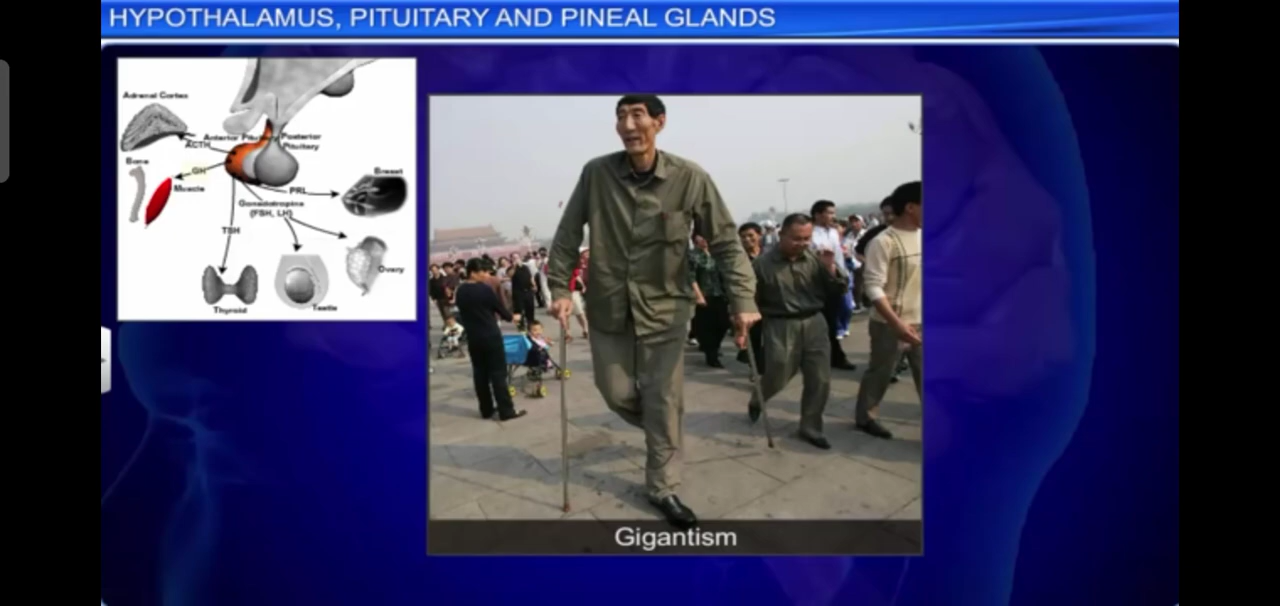 HYPOTHALAMUS, PITUITARY AND PINEAL GLANDS
Adrenal Cortex
Anterior Pituitary
Posterior
Pituitary
ACTH
Bone
GH
Muscle
PRL
Breast
Gonadotropins
(FSH, LH)
TSH
Ovary
Thyroid
Testis
Gigantism